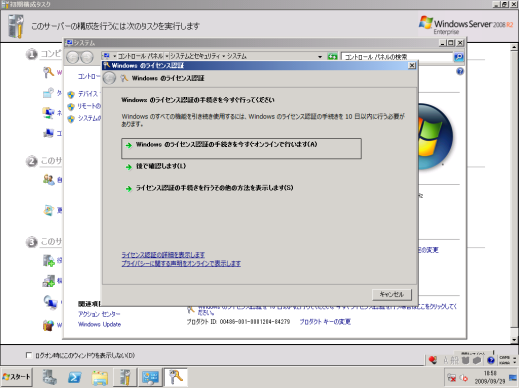 初期構成タスク
このサーバーの構成を行うには次のタスクを実行します
Windows Server 2008 R2
Enterprise
システム
コントロール パネル
システムとセキュリティ
システム
コントロール パネルの検索
Windows のライセンス認証
Windows のライセンス認証
Windows のライセンス認証の手続きを今すぐ行ってください
Windows のすべての機能を引き続き使用するには、Windows のライセンス認証の手続きを 10 日以内に行う必要が
あります。
Windows のライセンス認証の手続きを今すぐオンラインで行います(A)
後で確認します(L)
ライセンス認証の手続きを行うその他の方法を表示します(S)
ライセンス認証の詳細を表示します
プライバシーに関する声明をオンラインで表示します
キャンセル
1 コンピ
コントロー
デバイス
リモートの
システムの
2 このサ
3 このサ
の変更
関連項目
アクション センター
Windows Update
ださい。
プロダクト ID: 00486-001-0001204-84279
プロダクト キーの変更
ログオン時にこのウィンドウを表示しない(D)
スタート
A 般
CAPS
KANA
18:58
2009/09/29